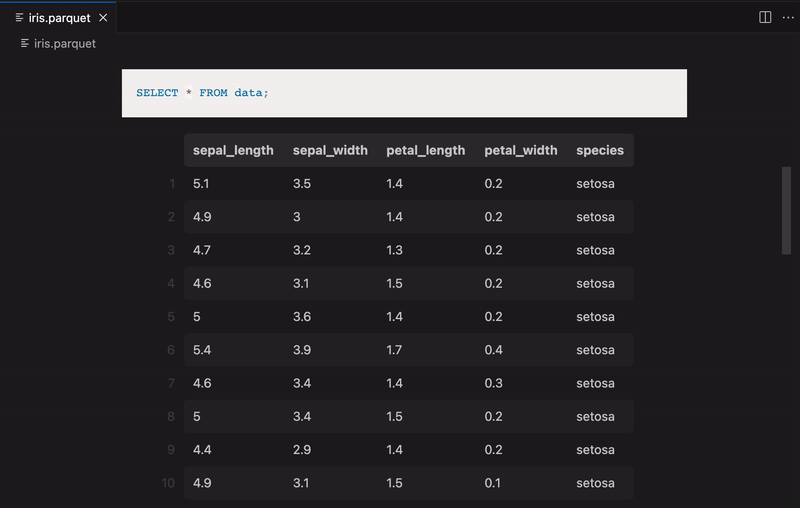 iris.parquet
iris.parquet
SELECT * FROM data;
sepal_length sepal_width petal_length petal_width species
1 5.1 3.5 1.4 0.2 setosa
2 4.9 3 1.4 0.2 setosa
3 4.7 3.2 1.3 0.2 setosa
4 4.6 3.1 1.5 0.2 setosa
5 5 3.6 1.4 0.2 setosa
6 5.4 3.9 1.7 0.4 setosa
7 4.6 3.4 1.4 0.3 setosa
8 5 3.4 1.5 0.2 setosa
9 4.4 2.9 1.4 0.2 setosa
10 4.9 3.1 1.5 0.1 setosa